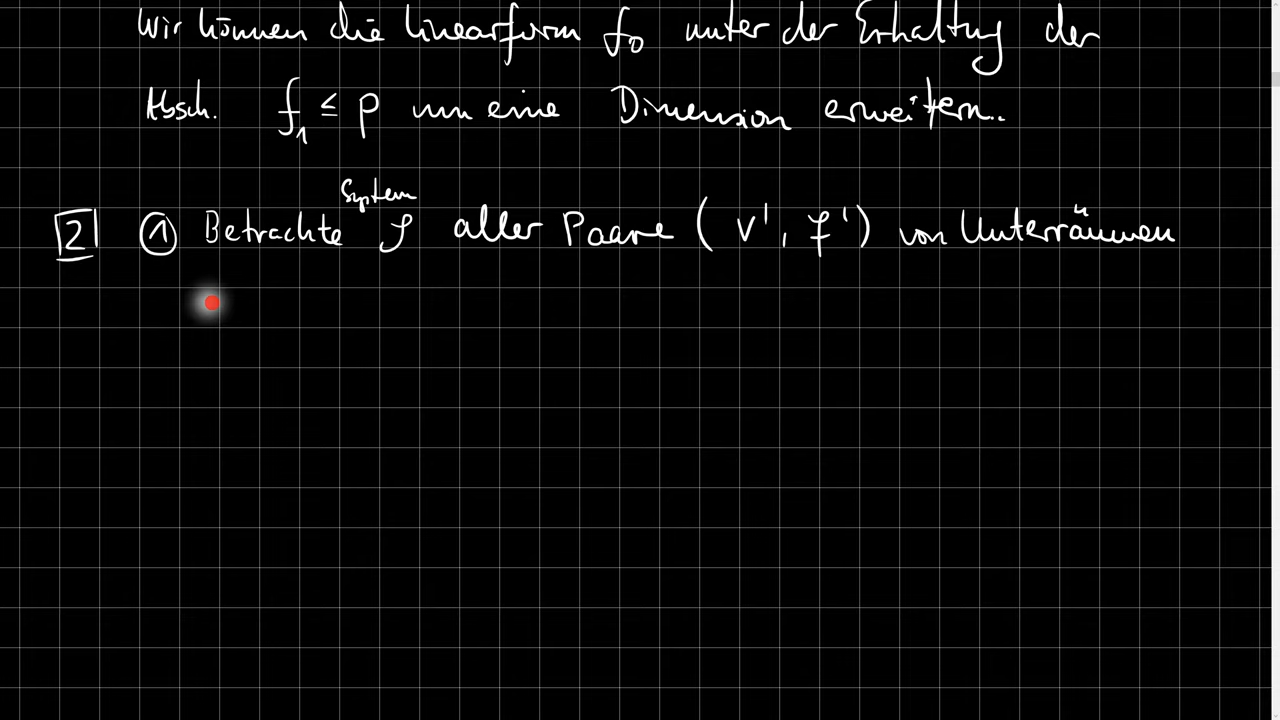 Wir können die Linearform f₀ unter der Erhaltung der
Absch. f₁ ≤ p um eine Dimension erweitern.
System
2 ① Betrachte 𝒮 aller Paare ( V' , f' ) von Unterräumen